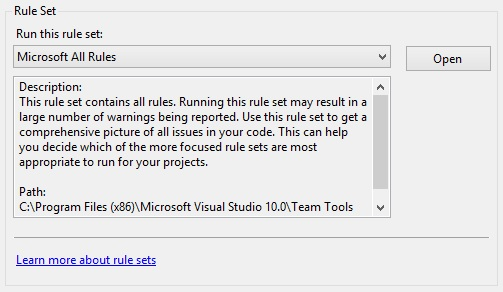 Rule Set
Run this rule set:
Microsoft All Rules
Open
Description:
This rule set contains all rules. Running this rule set may result in a
large number of warnings being reported. Use this rule set to get a
comprehensive picture of all issues in your code. This can help
you decide which of the more focused rule sets are most
appropriate to run for your projects.
Path:
C:\Program Files (x86)\Microsoft Visual Studio 10.0\Team Tools
Learn more about rule sets